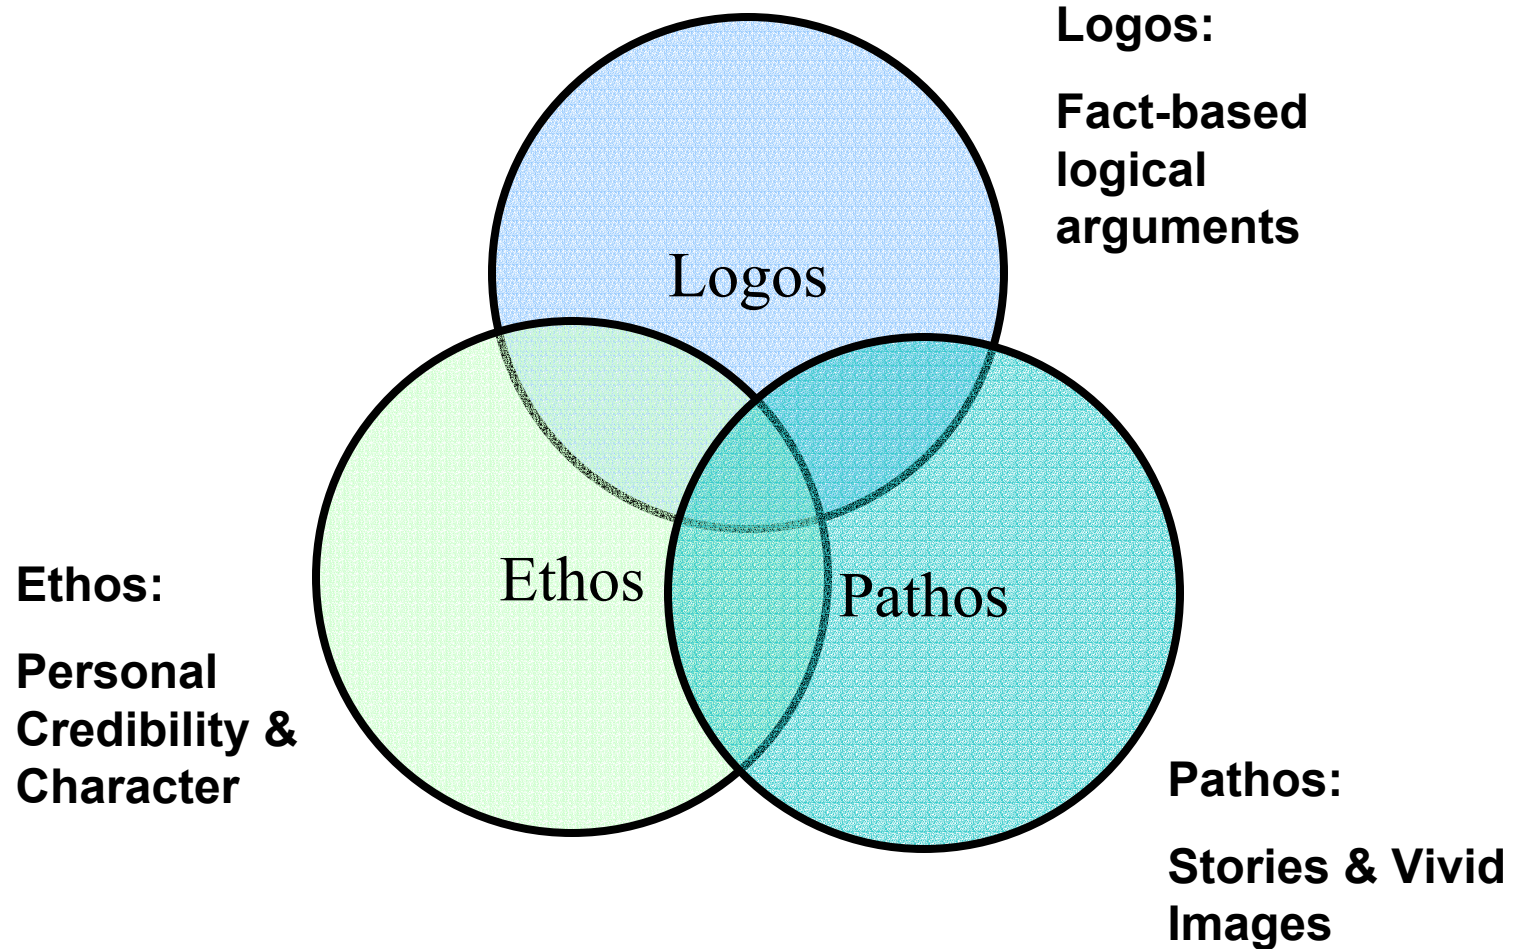 Logos:
Fact-based
logical
arguments
Logos
Ethos
Pathos
Ethos:
Personal
Credibility &
Character
Pathos:
Stories & Vivid
Images